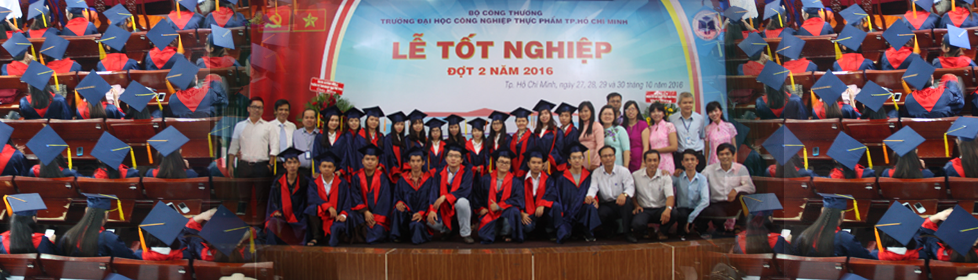 BỘ CÔNG THƯƠNG
TRƯỜNG ĐẠI HỌC CÔNG NGHIỆP THỰC PHẨM TP.HỒ CHÍ MINH
LỄ TỐT NGHIỆP
ĐỢT 2 NĂM 2016
Tp. Hồ Chí Minh, ngày 27, 28, 29 và 30 tháng 10 năm 2016